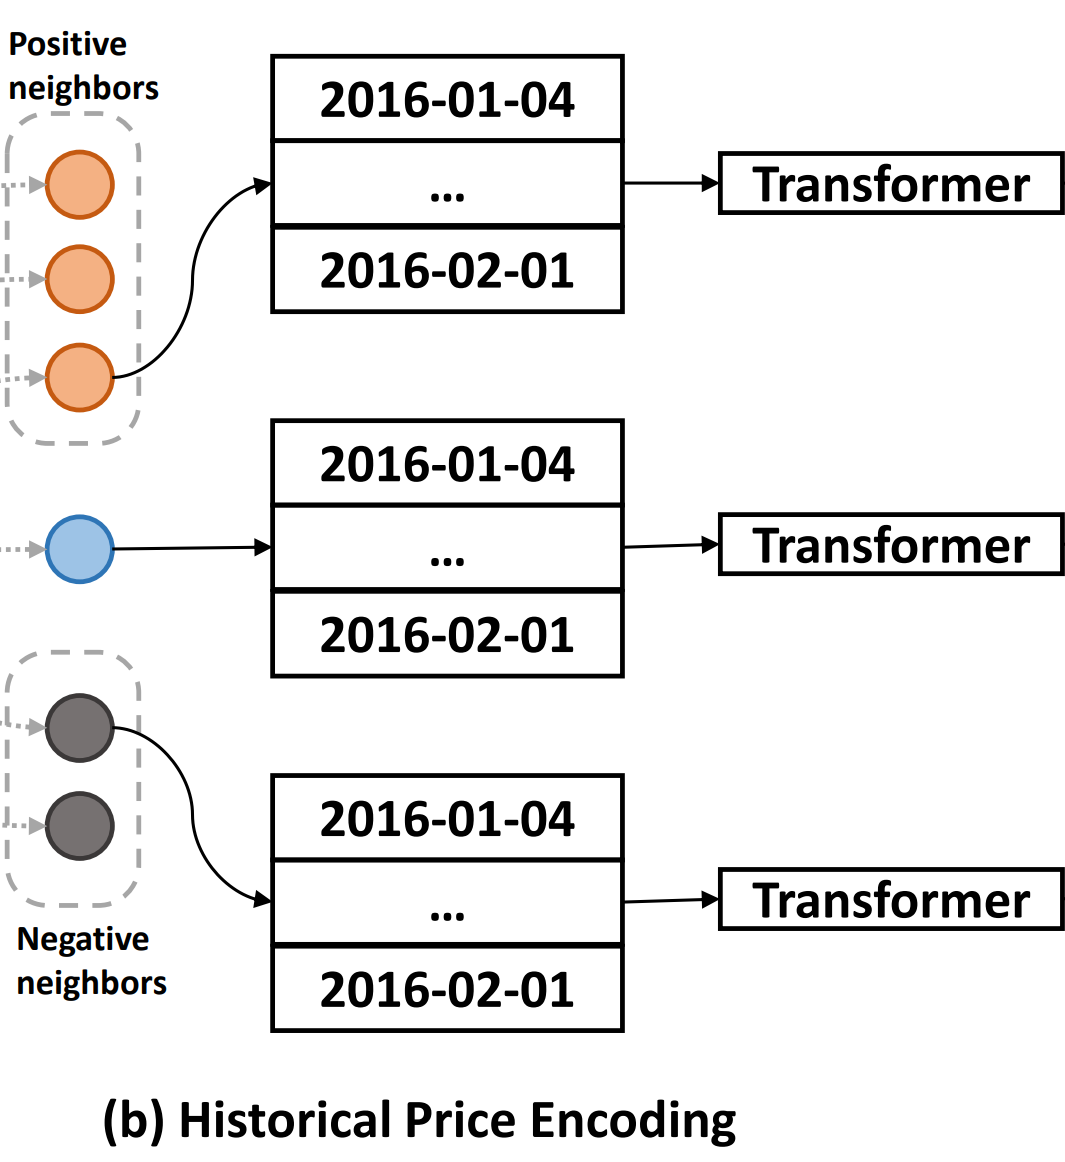 Positive
neighbors
2016-01-04
...
2016-02-01
Transformer
2016-01-04
...
2016-02-01
Transformer
2016-01-04
...
2016-02-01
Transformer
Negative
neighbors
(b) Historical Price Encoding